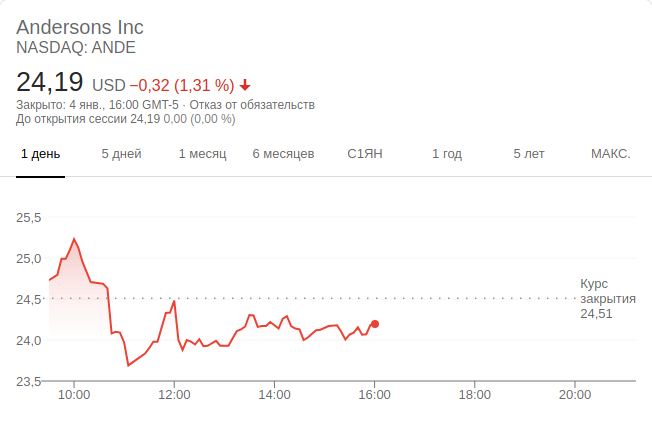 Andersons Inc
NASDAQ: ANDE
24,19 USD −0,32 (1,31 %)
Закрыто: 4 янв., 16:00 GMT-5 · Отказ от обязательств
До открытия сессии 24,19 0,00 (0,00 %)
1 день 5 дней 1 месяц 6 месяцев С1ЯН 1 год 5 лет МАКС.
25,5
25,0
Курс
24,5 закрытия
24,51
24,0
23,5
10:00 12:00 14:00 16:00 18:00 20:00